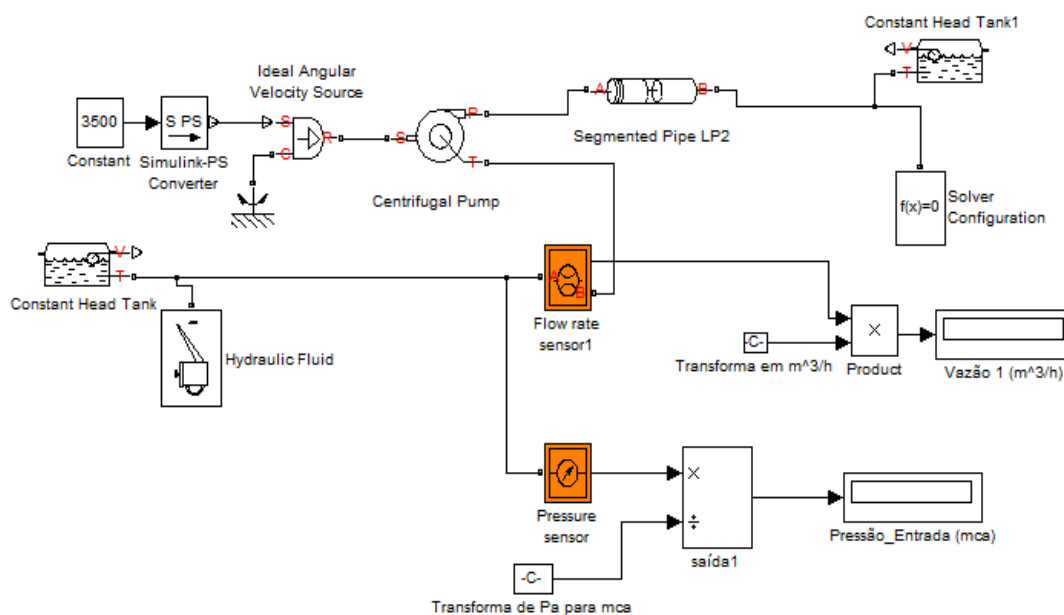 Constant Head Tank1
V
T
Ideal Angular
Velocity Source
3500
Constant
S PS
Simulink-PS
Converter
S
C
R
S
P
T
Centrifugal Pump
A
B
Segmented Pipe LP2
f(x)=0
Solver
Configuration
V
T
Constant Head Tank
Hydraulic Fluid
A
B
Flow rate
sensor1
-C-
Transforma em m^3/h
×
Product
Vazão 1 (m^3/h)
Pressure
sensor
×
÷
saída1
Pressão_Entrada (mca)
-C-
Transforma de Pa para mca